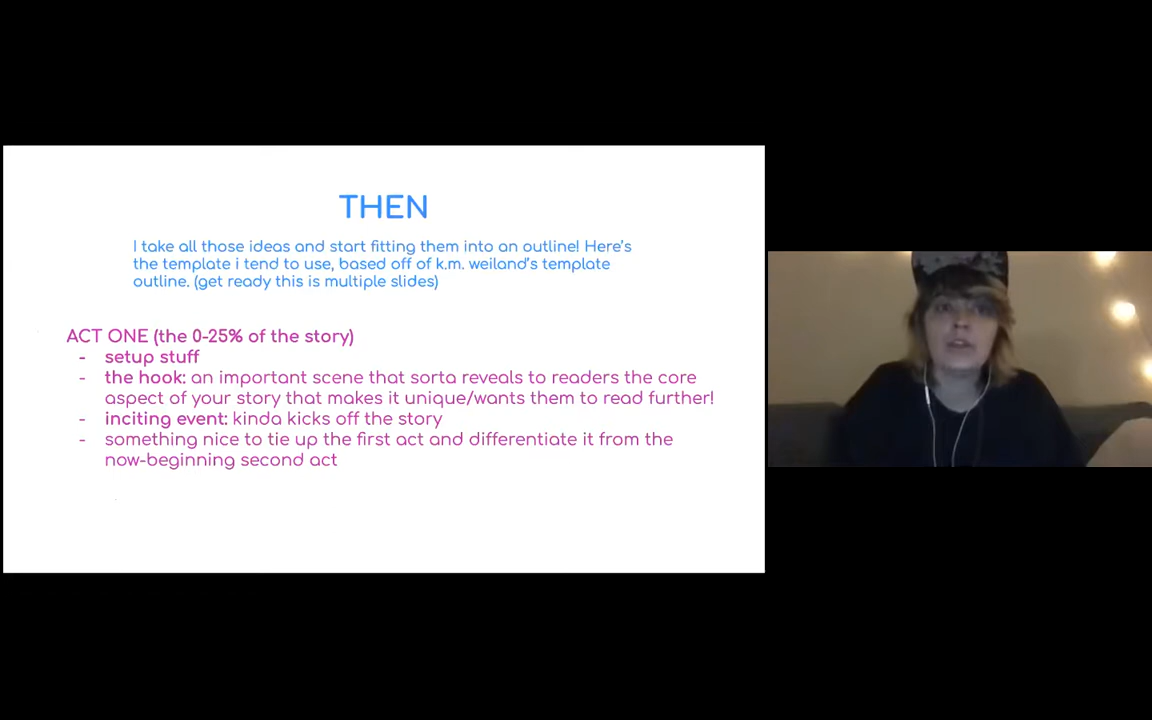 THEN
I take all those ideas and start fitting them into an outline! Here's
the template i tend to use, based off of k.m. weiland's template
outline. (get ready this is multiple slides)
ACT ONE (the 0-25% of the story)
- setup stuff
- the hook: an important scene that sorta reveals to readers the core
aspect of your story that makes it unique/wants them to read further!
- inciting event: kinda kicks off the story
- something nice to tie up the first act and differentiate it from the
now-beginning second act